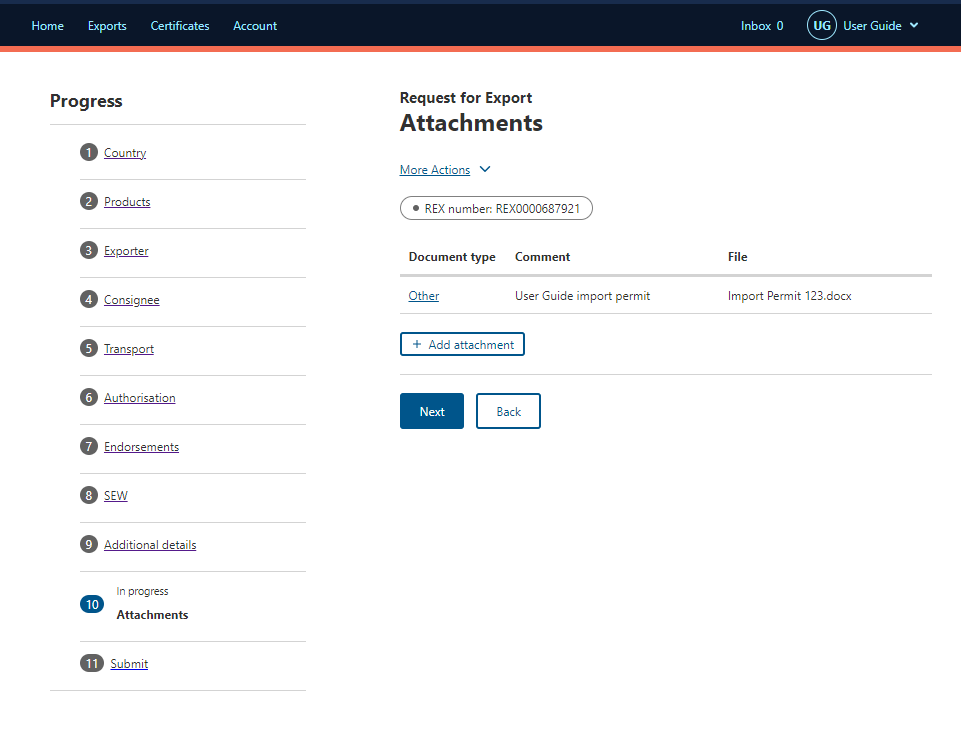 Home Exports Certificates Account Inbox 0 UG User Guide
Progress
1 Country
2 Products
3 Exporter
4 Consignee
5 Transport
6 Authorisation
7 Endorsements
8 SEW
9 Additional details
In progress
10 Attachments
11 Submit
Request for Export
Attachments
More Actions
REX number: REX0000687921
Document type Comment File
Other User Guide import permit Import Permit 123.docx
+ Add attachment
Next Back